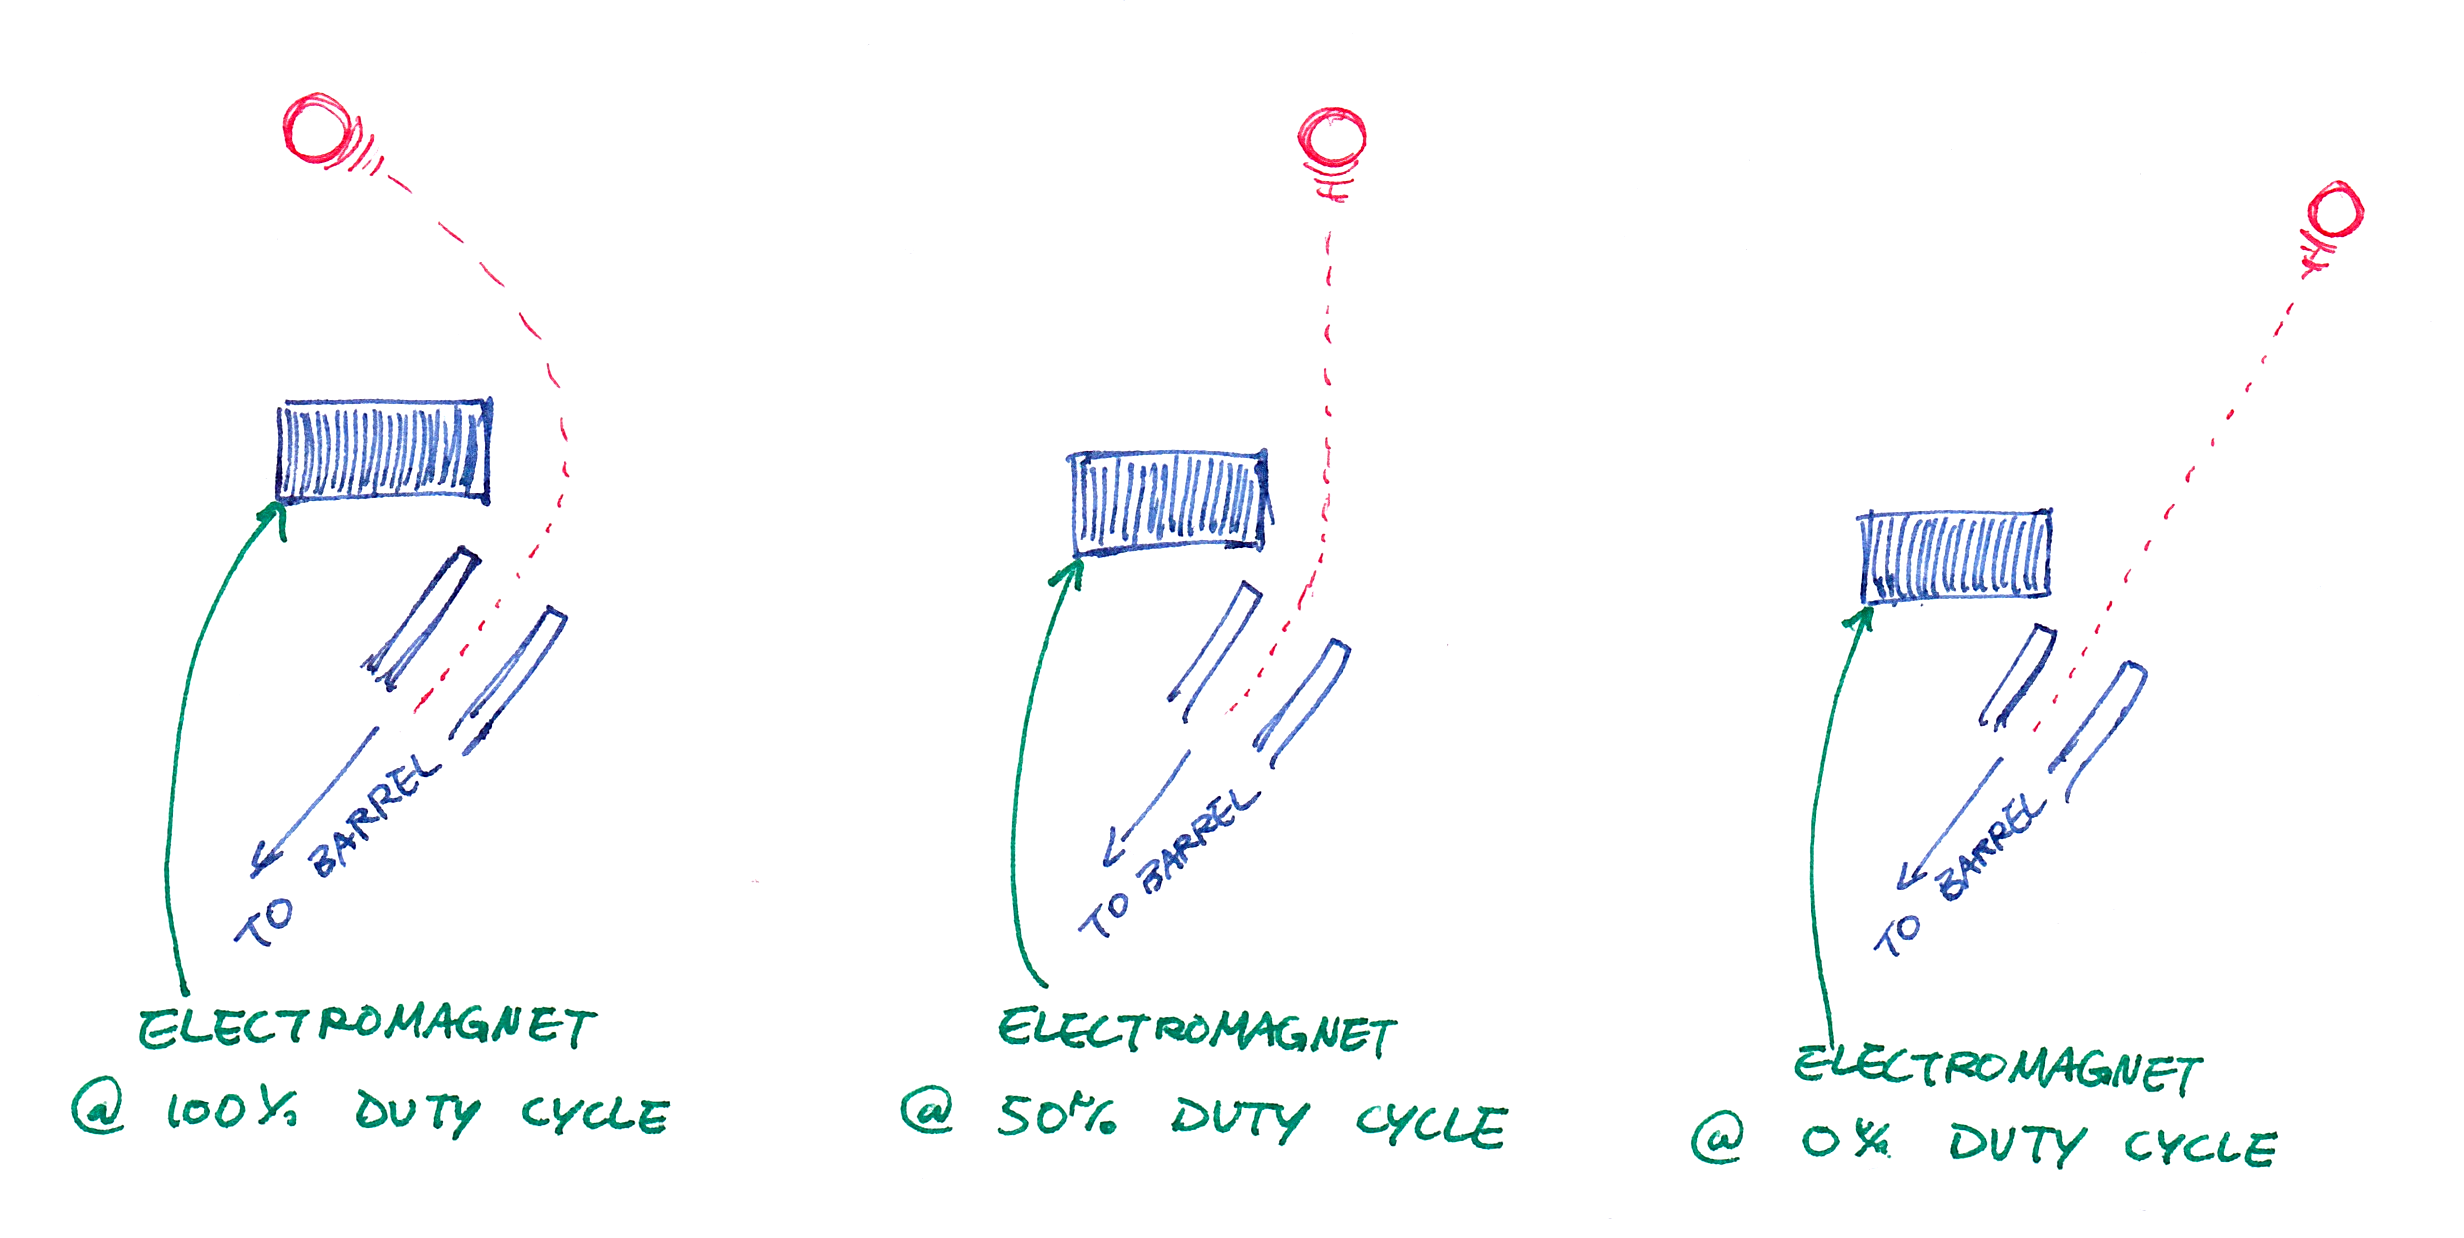 TO BARREL
ELECTROMAGNET
@ 100% DUTY CYCLE
TO BARREL
ELECTROMAGNET
@ 50% DUTY CYCLE
TO BARREL
ELECTROMAGNET
@ 0% DUTY CYCLE